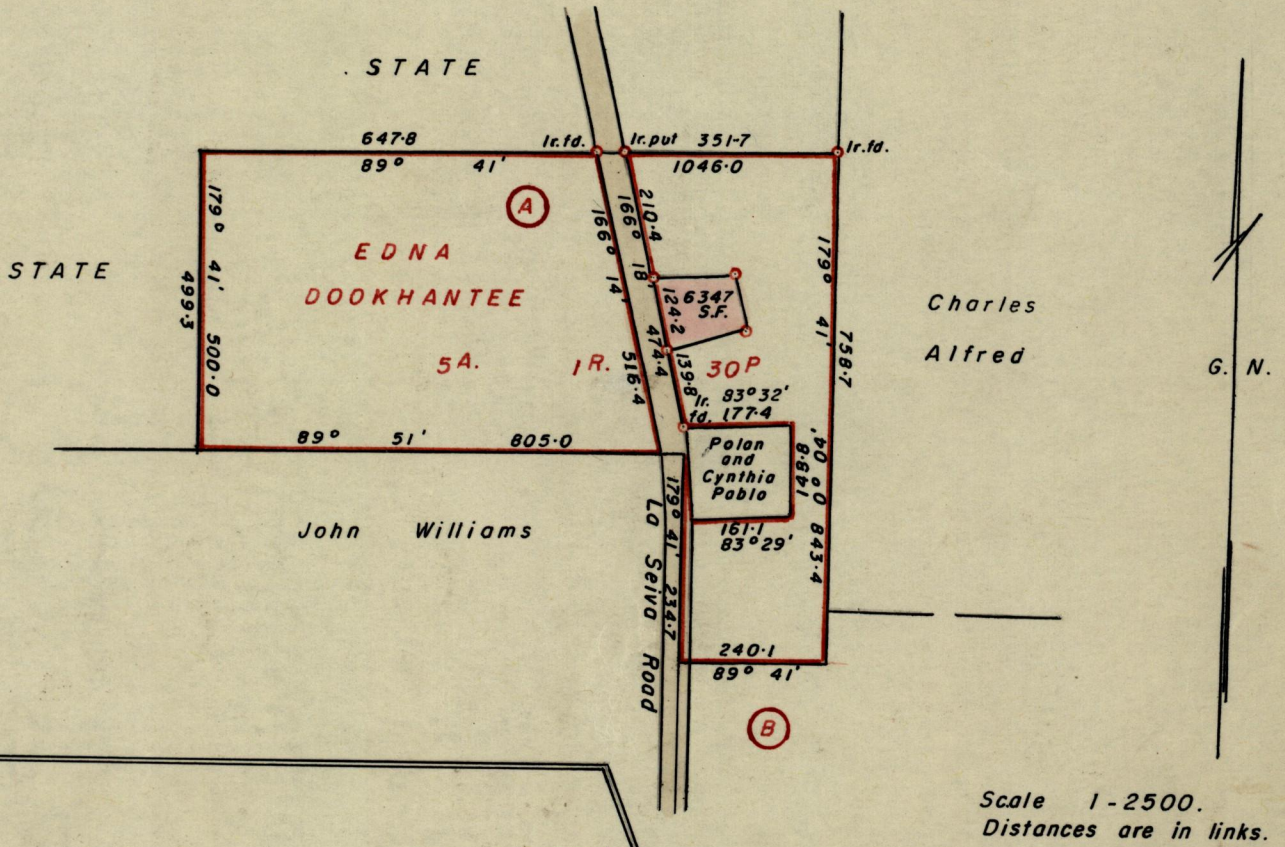 STATE
647.8
Ir. fd.
Ir. put
351-7
Ir. fd.
89° 41'
1046.0
A
EDNA
DOOKHANTEE
5A. 1R. 30P
STATE
179° 41' 500.0
499.3
166° 14' 516.4
210.4
166° 18' 474.4
124.2
6347
S.F.
139.8
179° 41'
758.7
Charles
Alfred
G. N.
Ir.
fd.
83° 32'
177.4
Polan
and
Cynthia
Pablo
148.8
0° 04'
843.4
161.1
83° 29'
89° 51' 805.0
John Williams
La Seiva Road
179° 41' 234.7
240.1
89° 41'
B
Scale 1-2500.
Distances are in links.